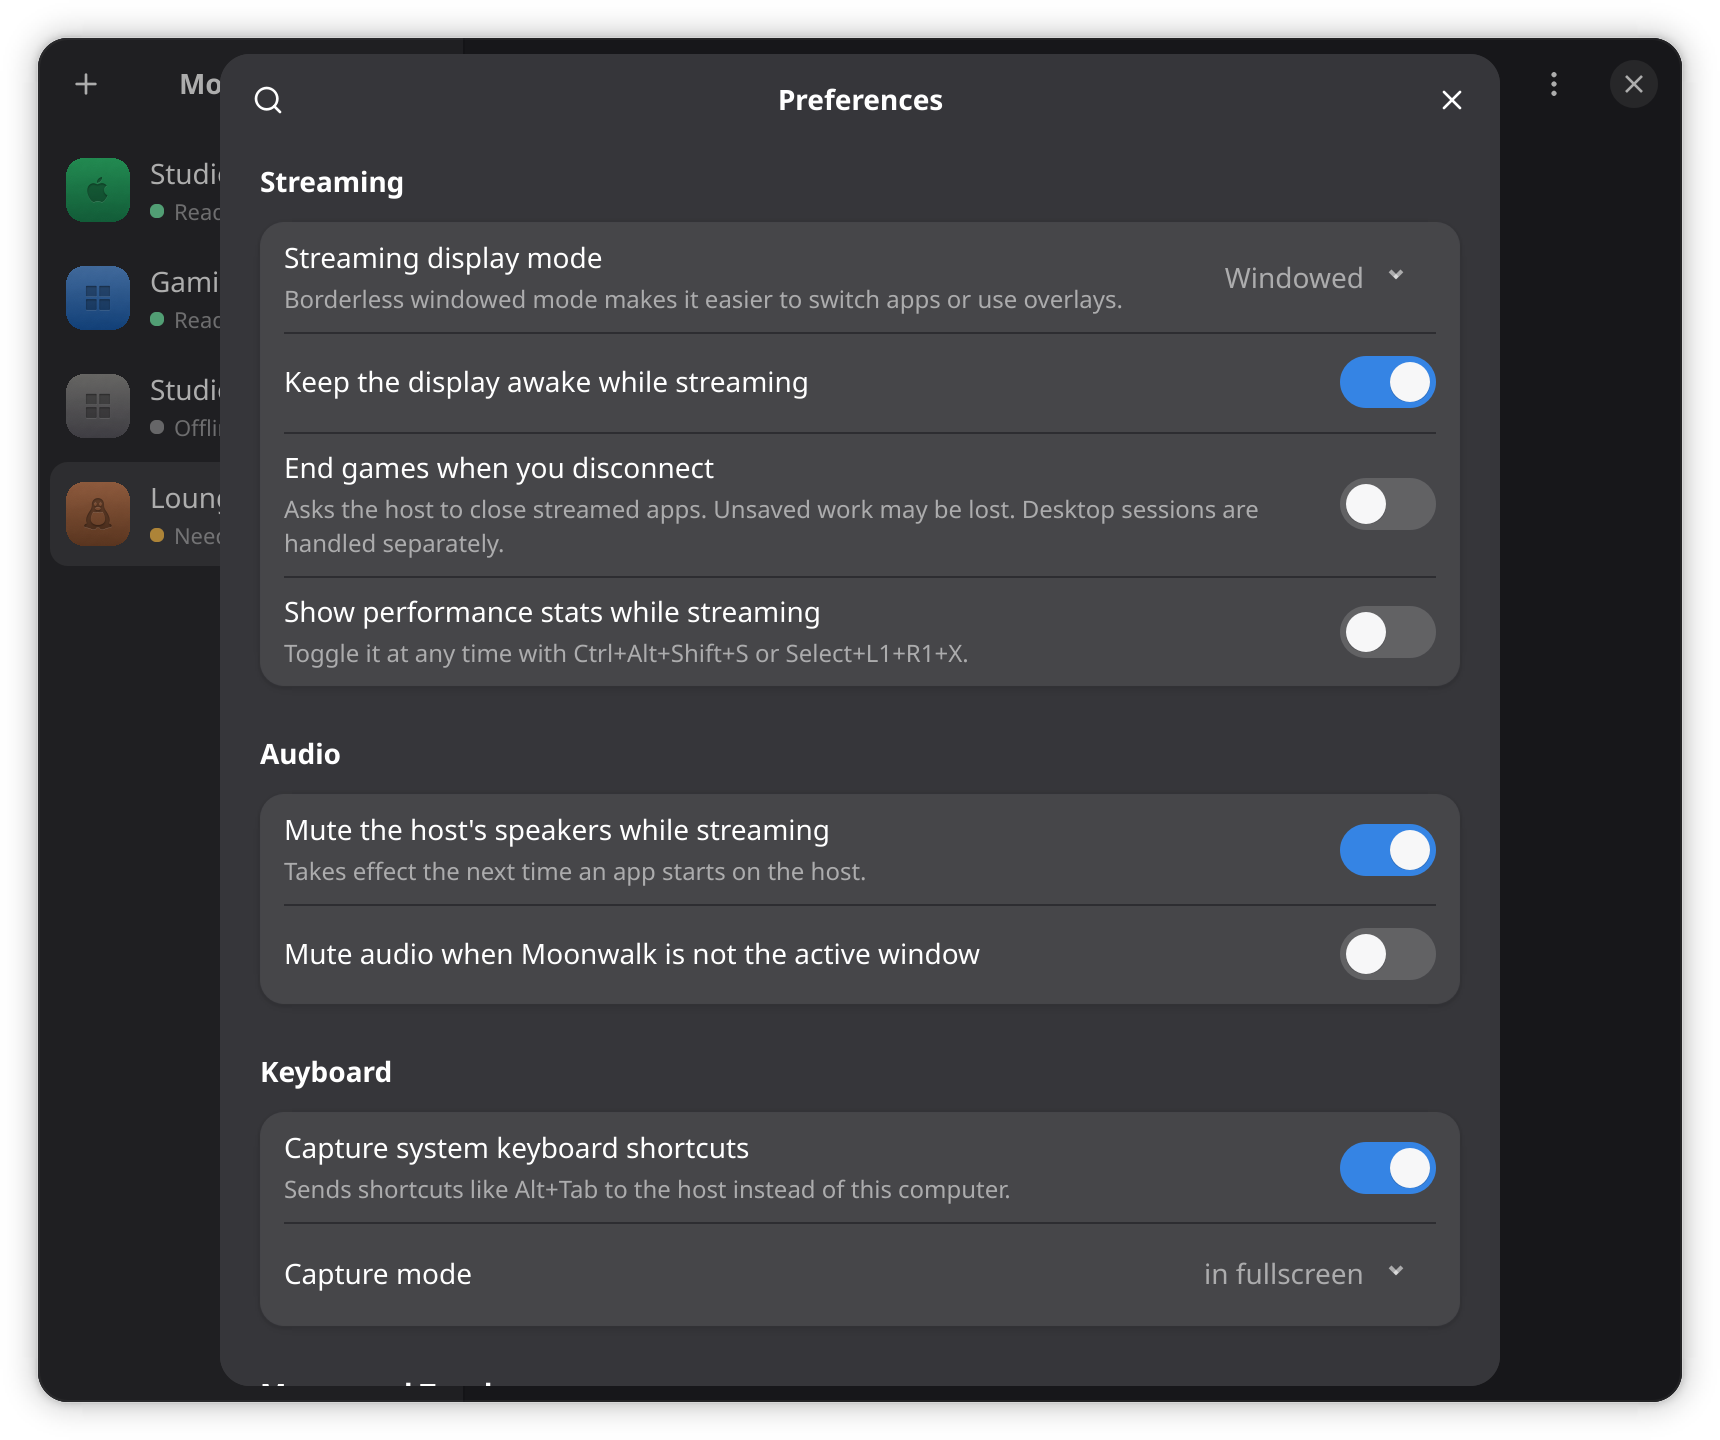 Preferences
Streaming
Streaming display mode
Windowed
Borderless windowed mode makes it easier to switch apps or use overlays.
Keep the display awake while streaming
End games when you disconnect
Asks the host to close streamed apps. Unsaved work may be lost. Desktop sessions are
handled separately.
Show performance stats while streaming
Toggle it at any time with Ctrl+Alt+Shift+S or Select+L1+R1+X.
Audio
Mute the host's speakers while streaming
Takes effect the next time an app starts on the host.
Mute audio when Moonwalk is not the active window
Keyboard
Capture system keyboard shortcuts
Sends shortcuts like Alt+Tab to the host instead of this computer.
Capture mode
in fullscreen